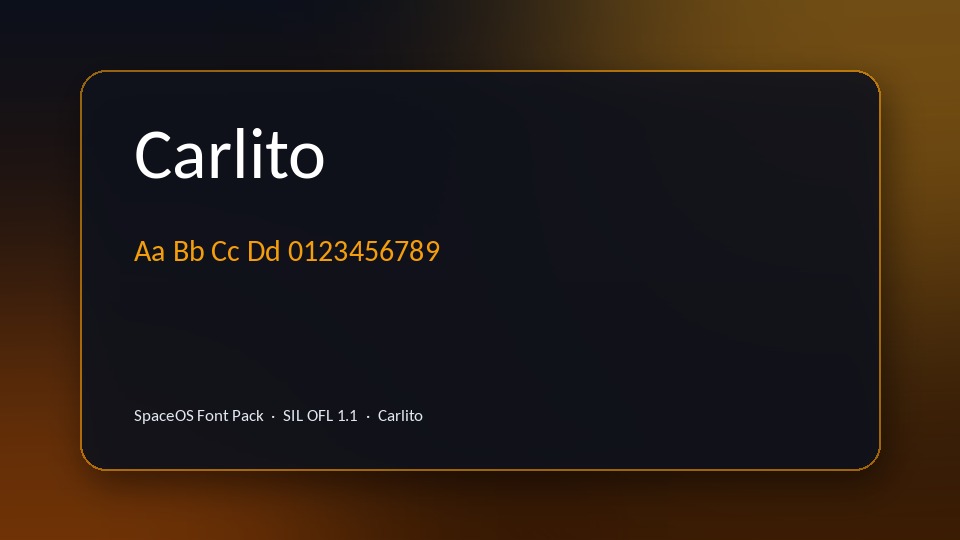 Carlito
Aa Bb Cc Dd 0123456789
SpaceOS Font Pack · SIL OFL 1.1 · Carlito